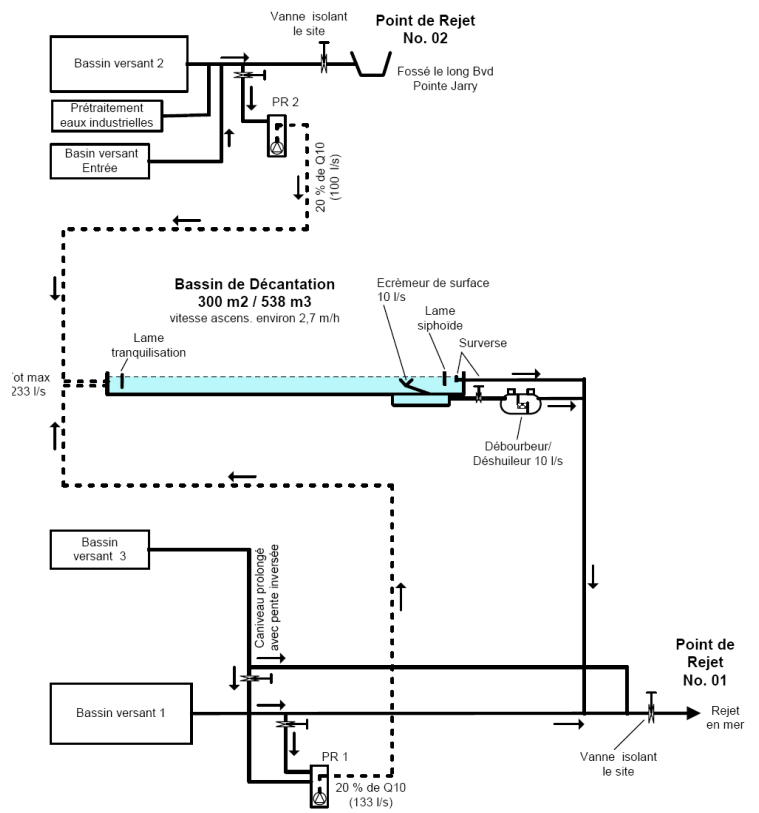 Vanne isolant
le site
Point de Rejet
No. 02
Bassin versant 2
Fossé le long Bvd
Pointe Jarry
Prétraitement
eaux industrielles
PR 2
Basin versant
Entrée
20 % de Q10
(100 l/s)
Bassin de Décantation
300 m2 / 538 m3
vitesse ascens. environ 2,7 m/h
Ecrèmeur de surface
10 l/s
Lame
siphoïde
Surverse
Lame
tranquilisation
ot max
233 l/s
Débourbeur/
Déshuileur 10 l/s
Bassin
versant 3
Caniveau prolongé
avec pente inversée
Point de
Rejet
No. 01
Bassin versant 1
Rejet
en mer
Vanne isolant
le site
PR 1
20 % de Q10
(133 l/s)